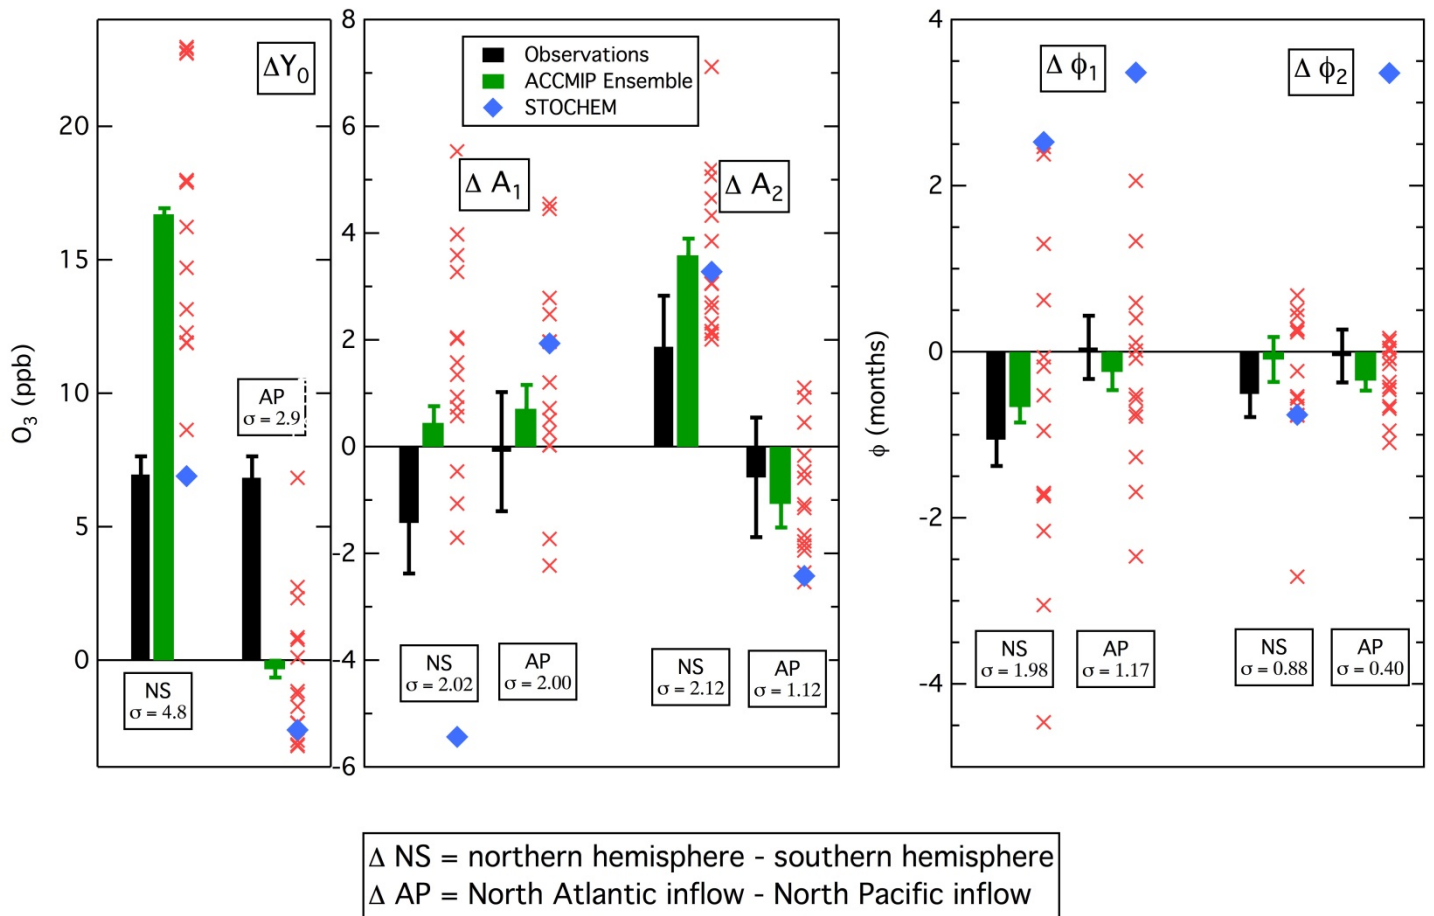 ΔY₀
O₃ (ppb)
20
15
10
5
0
AP
σ = 2.9
NS
σ = 4.8
8
6
4
2
0
-2
-4
-6
Observations
ACCMIP Ensemble
STOCHEM
Δ A₁
Δ A₂
NS
σ = 2.02
AP
σ = 2.00
NS
σ = 2.12
AP
σ = 1.12
ϕ (months)
4
2
0
-2
-4
Δ ϕ₁
Δ ϕ₂
NS
σ = 1.98
AP
σ = 1.17
NS
σ = 0.88
AP
σ = 0.40
Δ NS = northern hemisphere - southern hemisphere
Δ AP = North Atlantic inflow - North Pacific inflow